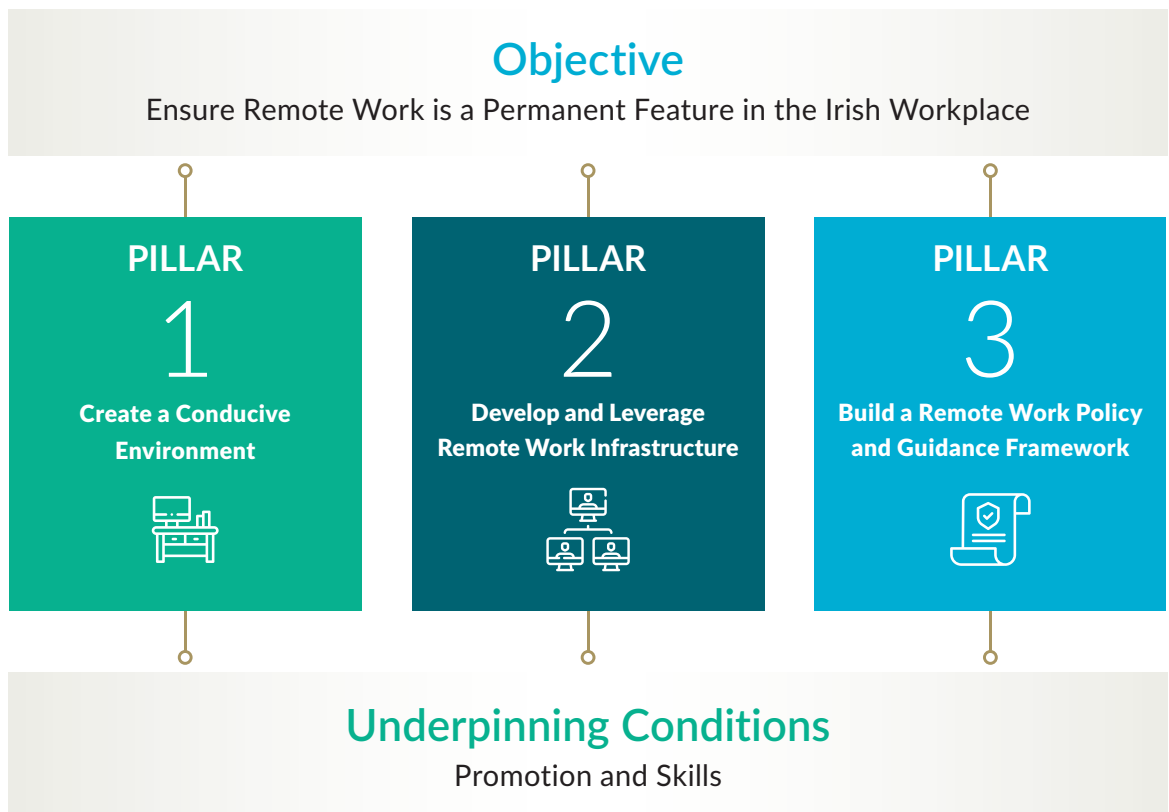 Objective
Ensure Remote Work is a Permanent Feature in the Irish Workplace
PILLAR
1
Create a Conducive
Environment
PILLAR
2
Develop and Leverage
Remote Work Infrastructure
PILLAR
3
Build a Remote Work Policy
and Guidance Framework
Underpinning Conditions
Promotion and Skills